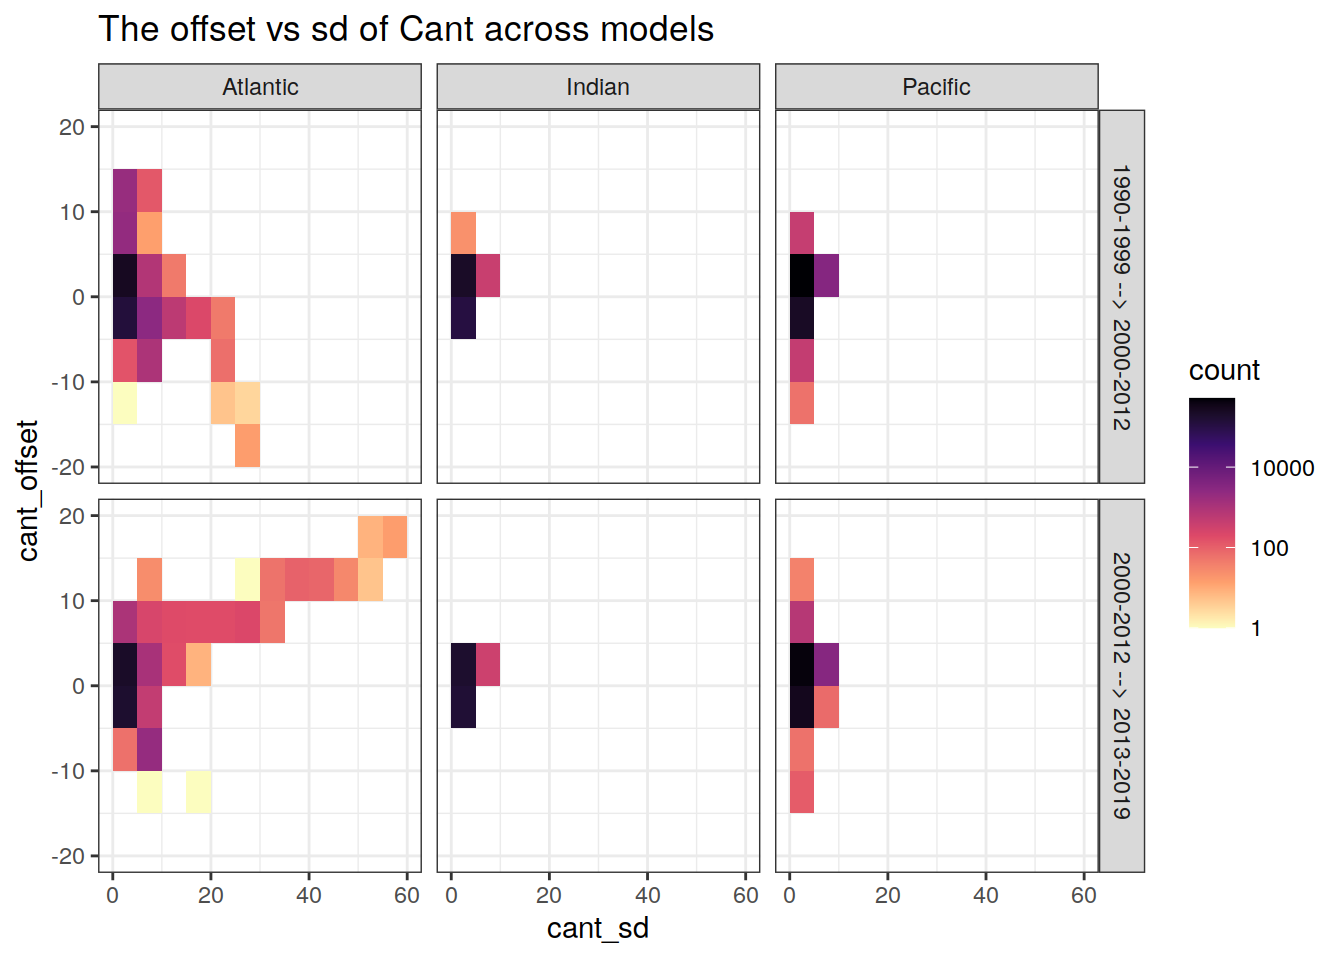 The offset vs sd of Cant across models
Atlantic
Indian
Pacific
20
10
0
-10
-20
1990-1999 --> 2000-2012
20
10
0
-10
-20
2000-2012 --> 2013-2019
0 20 40 60
0 20 40 60
0 20 40 60
cant_sd
cant_offset
count
10000
100
1